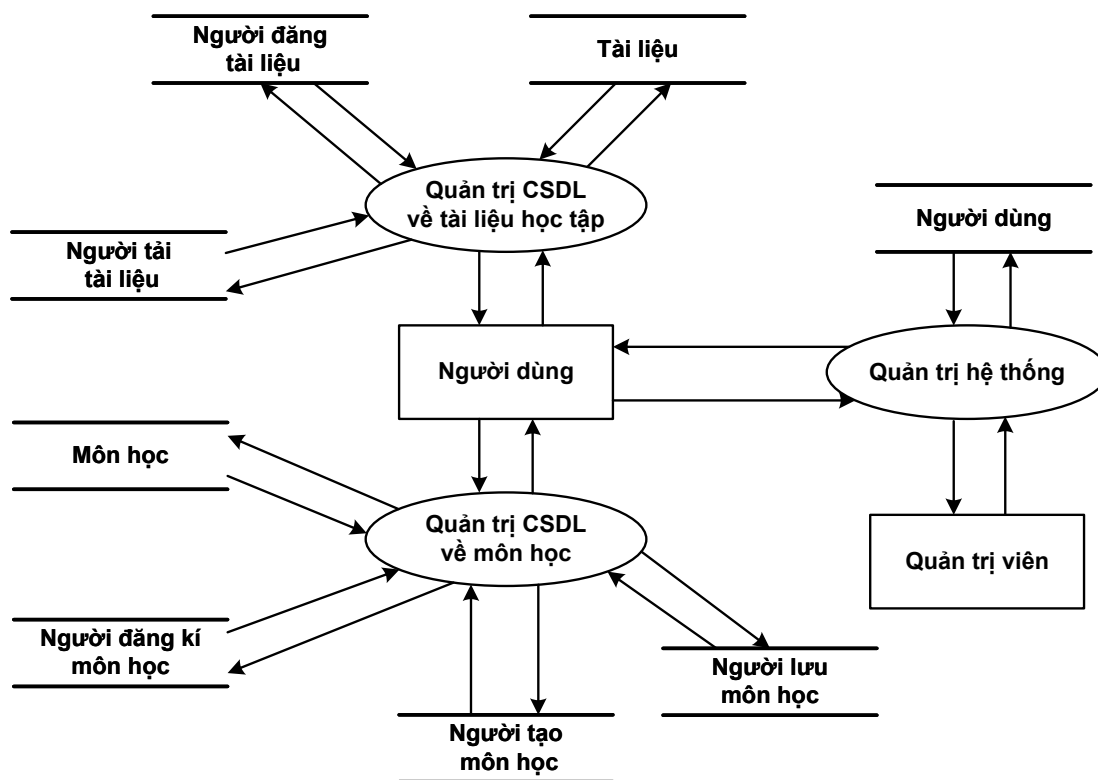 Người đăng
tài liệu
Tài liệu
Quản trị CSDL
về tài liệu học tập
Người dùng
Người tải
tài liệu
Người dùng
Quản trị hệ thống
Môn học
Quản trị CSDL
về môn học
Quản trị viên
Người đăng kí
môn học
Người lưu
môn học
Người tạo
môn học